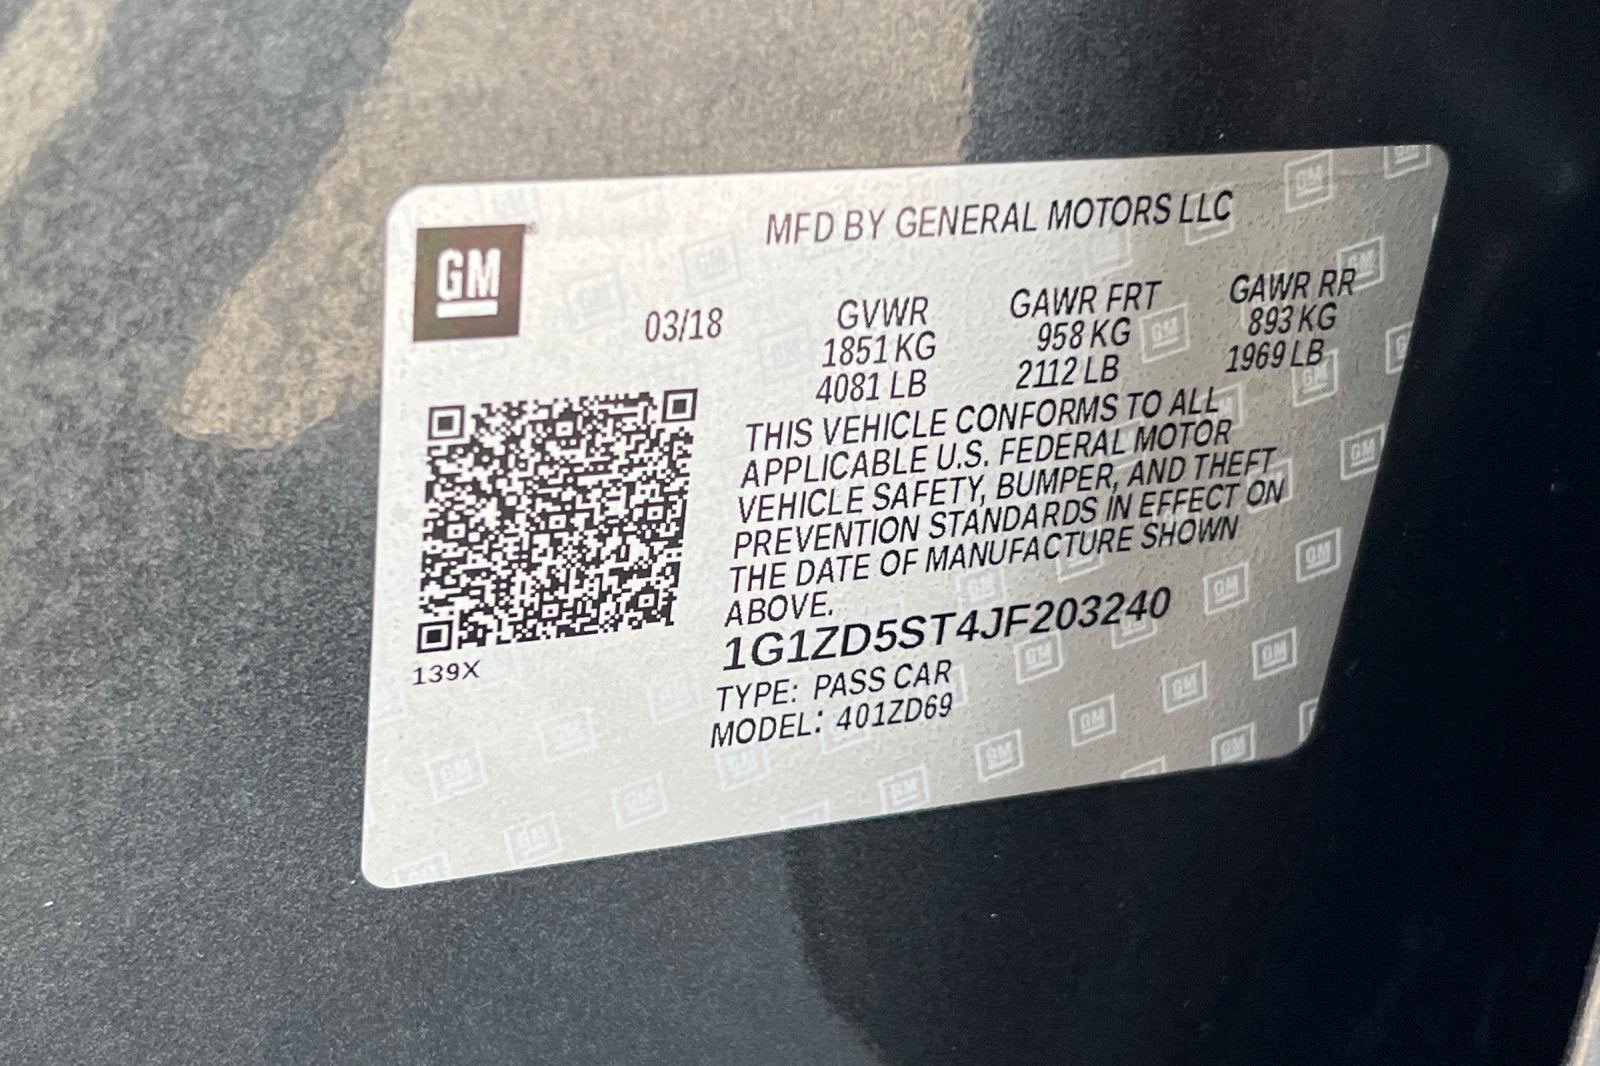 GM
MFD BY GENERAL MOTORS LLC
03/18 GVWR GAWR FRT GAWR RR
1851 KG 958 KG 893 KG
4081 LB 2112 LB 1969 LB
THIS VEHICLE CONFORMS TO ALL
APPLICABLE U.S. FEDERAL MOTOR
VEHICLE SAFETY, BUMPER, AND THEFT
PREVENTION STANDARDS IN EFFECT ON
THE DATE OF MANUFACTURE SHOWN
ABOVE.
1G1ZD5ST4JF203240
139X
TYPE: PASS CAR
MODEL: 401ZD69